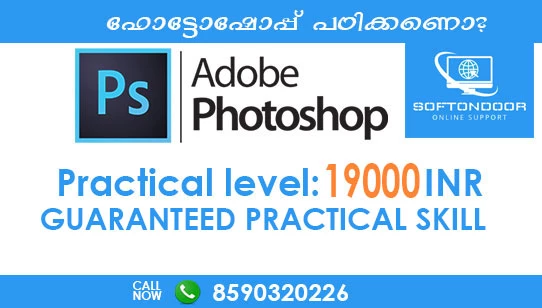 ഫോട്ടോഷോപ്പ് പഠിക്കണൊ?
Ps
Adobe
Photoshop
SOFTONDOOR
ONLINE SUPPORT
Practical level: 19000 INR
GUARANTEED PRACTICAL SKILL
CALL NOW 8590320226